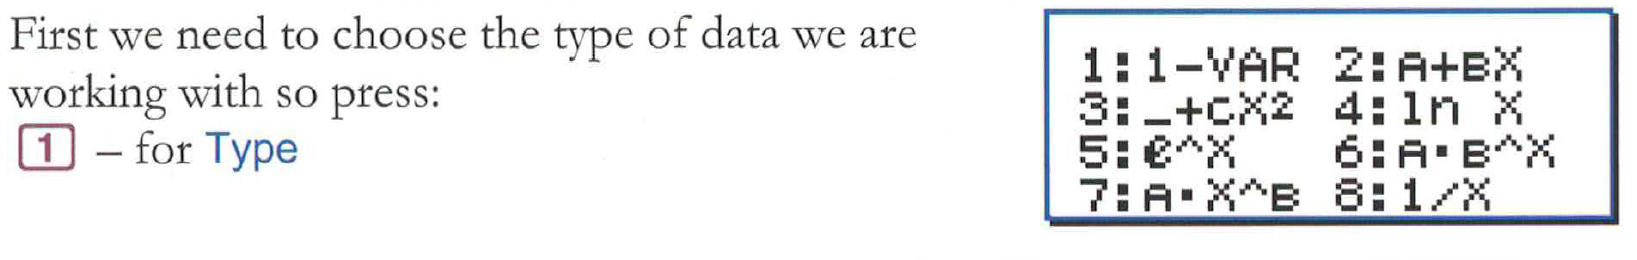 First we need to choose the type of data we are
working with so press:
1 – for Type
1:1-VAR 2:A+BX
3:_+CX2 4:ln X
5:e^X 6:A·B^X
7:A·X^B 8:1/X